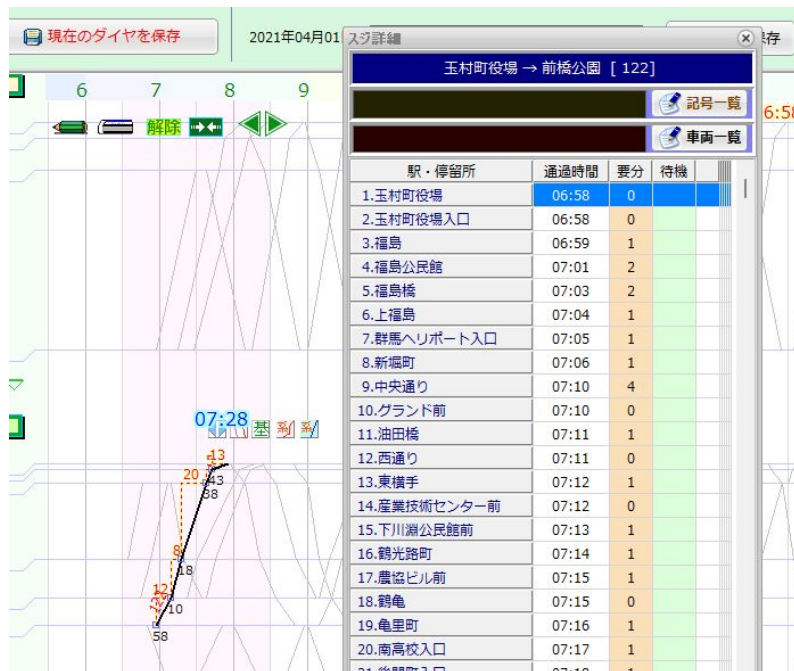 現在のダイヤを保存
2021年04月01
存
スジ詳細
玉村町役場 → 前橋公園 [ 122]
記号一覧
車両一覧
6 7 8 9
解除
06:58
駅・停留所 通過時間 要分 待機
1.玉村町役場 06:58 0
2.玉村町役場入口 06:58 0
3.福島 06:59 1
4.福島公民館 07:01 2
5.福島橋 07:03 2
6.上福島 07:04 1
7.群馬ヘリポート入口 07:05 1
8.新堀町 07:06 1
9.中央通り 07:10 4
10.グランド前 07:10 0
11.油田橋 07:11 1
12.西通り 07:11 0
13.東横手 07:12 1
14.産業技術センター前 07:12 0
15.下川淵公民館前 07:13 1
16.鶴光路町 07:14 1
17.農協ビル前 07:15 1
18.鶴亀 07:15 0
19.亀里町 07:16 1
20.南高校入口 07:17 1
07:28
基
13
20
43
38
8
18
12
122
10
58